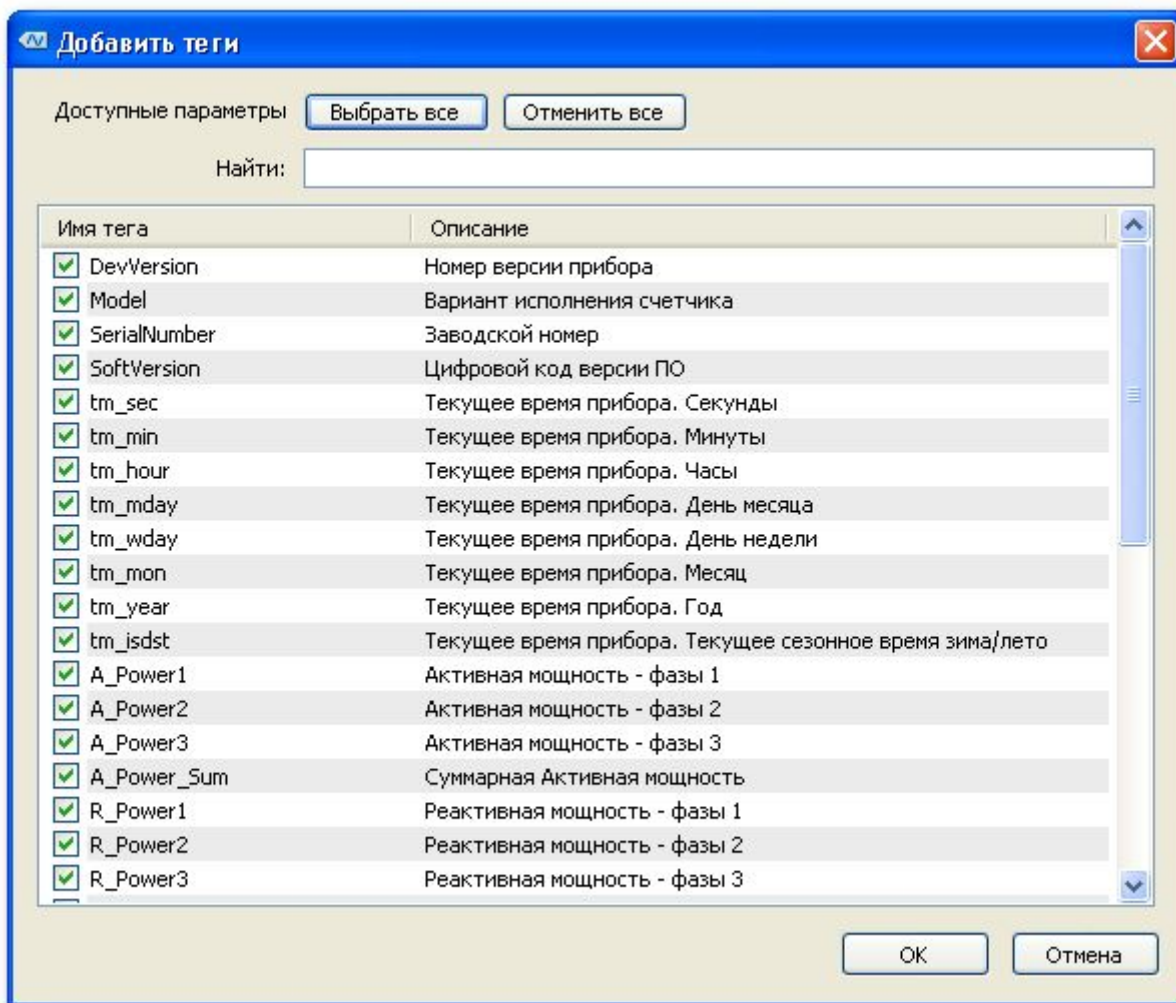 Добавить теги
Доступные параметры Выбрать все Отменить все
Найти:
Имя тега Описание
DevVersion Номер версии прибора
Model Вариант исполнения счетчика
SerialNumber Заводской номер
SoftVersion Цифровой код версии ПО
tm_sec Текущее время прибора. Секунды
tm_min Текущее время прибора. Минуты
tm_hour Текущее время прибора. Часы
tm_mday Текущее время прибора. День месяца
tm_wday Текущее время прибора. День недели
tm_mon Текущее время прибора. Месяц
tm_year Текущее время прибора. Год
tm_isdst Текущее время прибора. Текущее сезонное время зима/лето
A_Power1 Активная мощность - фазы 1
A_Power2 Активная мощность - фазы 2
A_Power3 Активная мощность - фазы 3
A_Power_Sum Суммарная Активная мощность
R_Power1 Реактивная мощность - фазы 1
R_Power2 Реактивная мощность - фазы 2
R_Power3 Реактивная мощность - фазы 3
OK Отмена